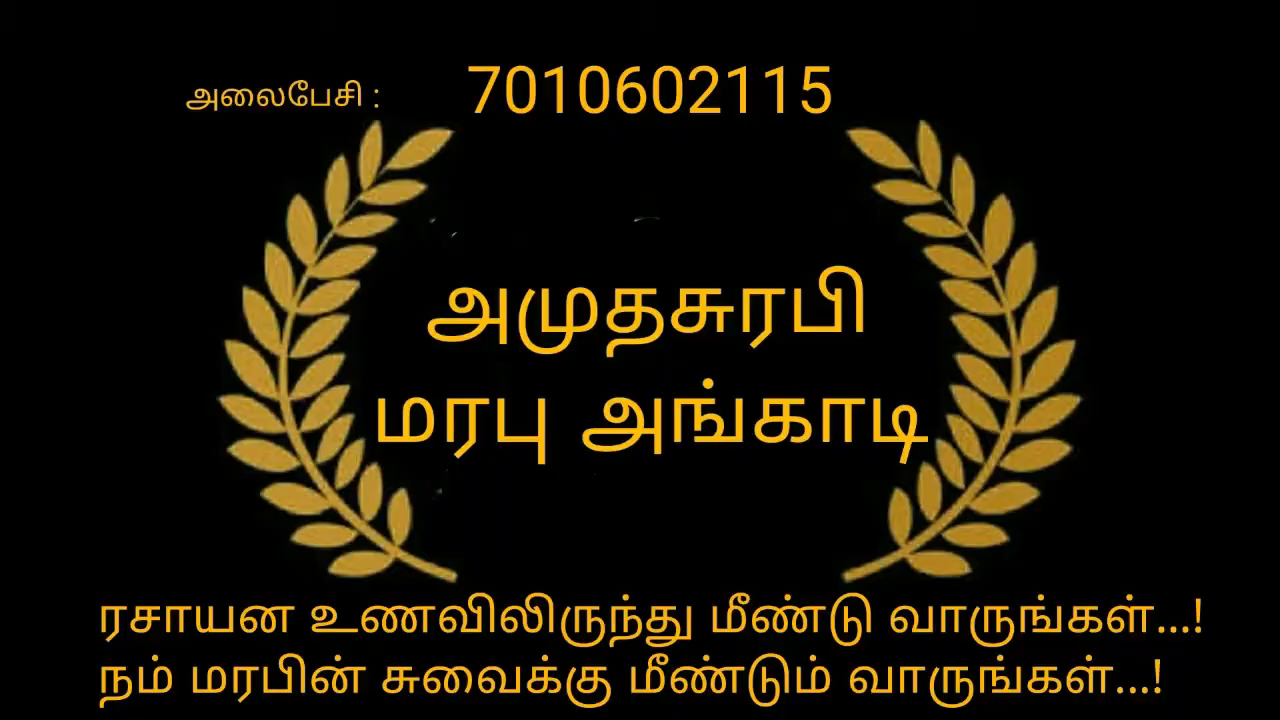 அலைபேசி : 7010602115
அமுதசுரபி
மரபு அங்காடி
ரசாயன உணவிலிருந்து மீண்டு வாருங்கள்...!
நம் மரபின் சுவைக்கு மீண்டும் வாருங்கள்...!